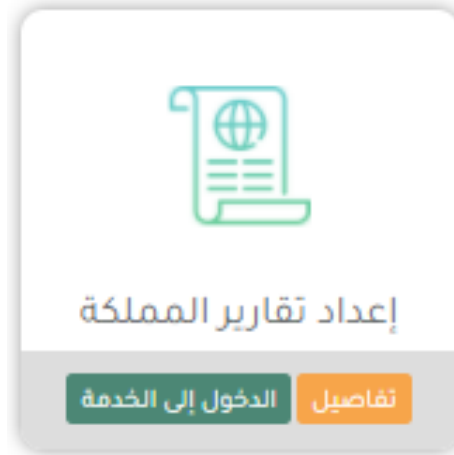 إعداد تقارير المملكة
تفاصيل الدخول إلى الخدمة